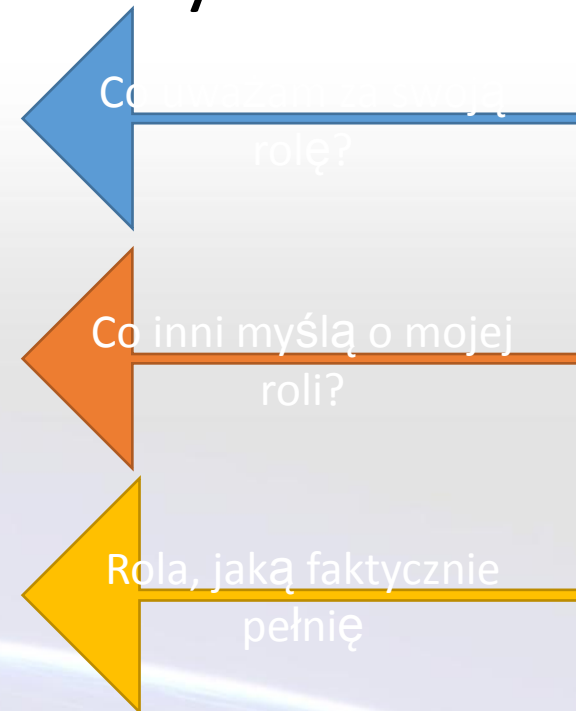 Co uważam za swoją
rolę?
Co inni myślą o mojej
roli?
Rola, jaką faktycznie
pełnię